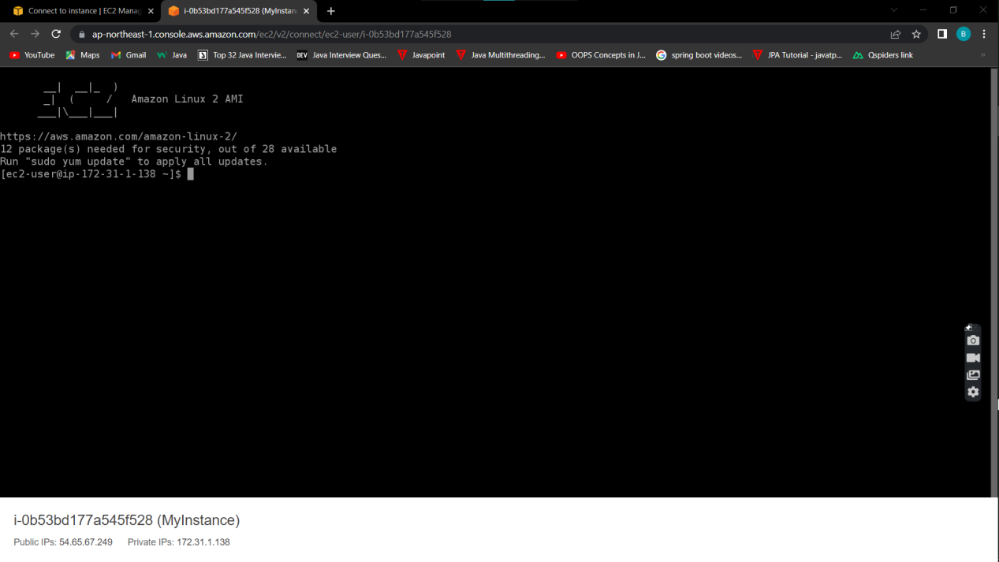 Connect to instance | EC2 Manag
i-0b53bd177a545f528 (MyInstan
ap-northeast-1.console.aws.amazon.com/ec2/v2/connect/ec2-user/i-0b53bd177a545f528
B
YouTube Maps Gmail Java Top 32 Java Intervie... DEV Java Interview Ques... Javapoint Java Multithreading... OOPS Concepts in J... spring boot videos... JPA Tutorial - javatp... Qspiders link »
__|  __|_  )
_|  (     /   Amazon Linux 2 AMI
___|\___|___|
https://aws.amazon.com/amazon-linux-2/
12 package(s) needed for security, out of 28 available
Run "sudo yum update" to apply all updates.
[ec2-user@ip-172-31-1-138 ~]$
i-0b53bd177a545f528 (MyInstance)
Public IPs: 54.65.67.249 Private IPs: 172.31.1.138